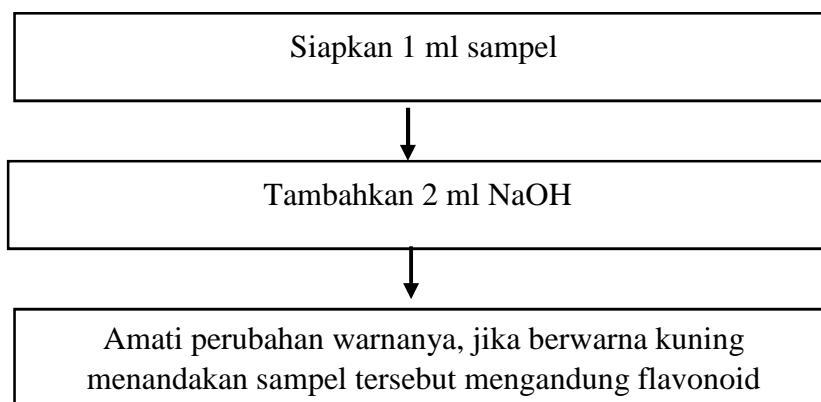 Siapkan 1 ml sampel
Tambahkan 2 ml NaOH
Amati perubahan warnanya, jika berwarna kuning
menandakan sampel tersebut mengandung flavonoid